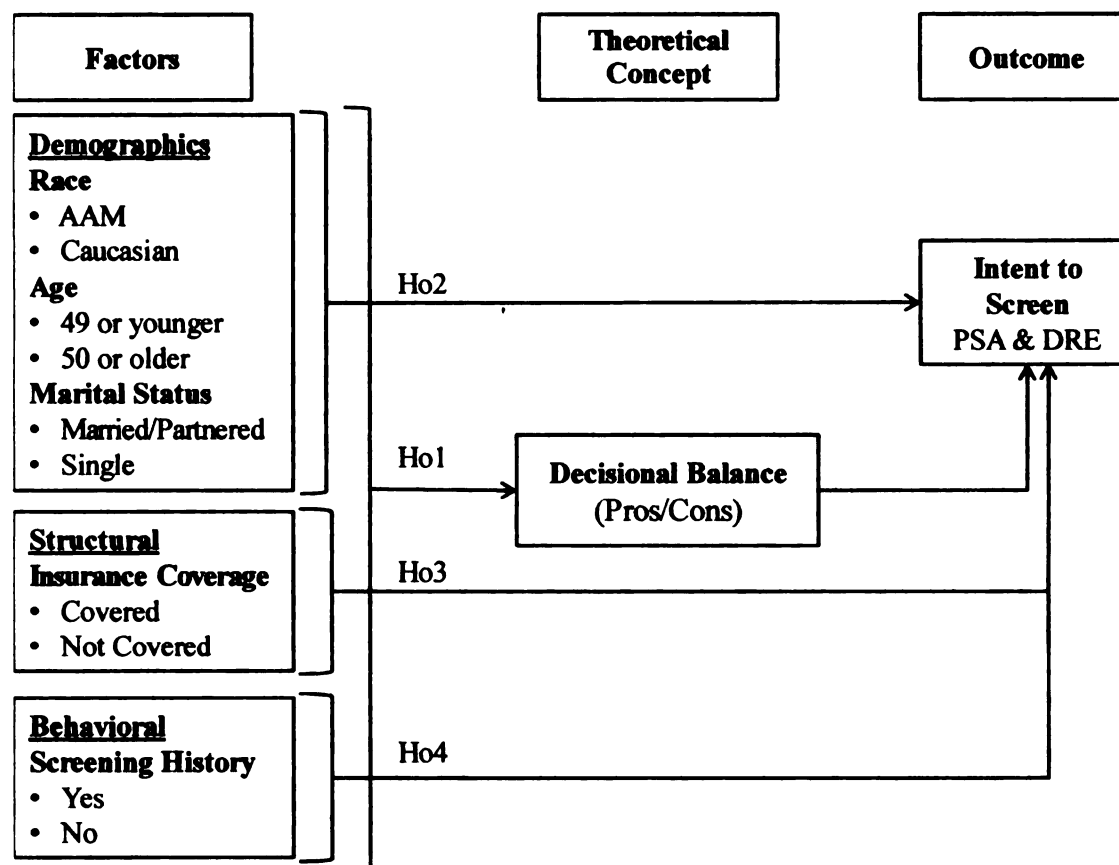 Factors
Theoretical
Concept
Outcome
Demographics
Race
• AAM
• Caucasian
Age
• 49 or younger
• 50 or older
Marital Status
• Married/Partnered
• Single
Structural
Insurance Coverage
• Covered
• Not Covered
Behavioral
Screening History
• Yes
• No
Ho2
Ho1
Ho3
Ho4
Decisional Balance
(Pros/Cons)
Intent to
Screen
PSA & DRE